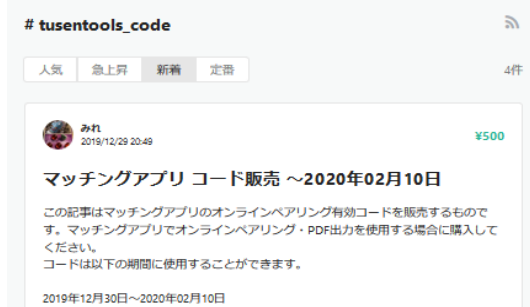 # tusentools_code
人気 急上昇 新着 定番 4件
みれ
2019/12/29 20:49
¥500
マッチングアプリ コード販売 〜2020年02月10日
この記事はマッチングアプリのオンラインペアリング有効コードを販売するもので
す。マッチングアプリでオンラインペアリング・PDF出力を使用する場合に購入して
ください。
コードは以下の期間に使用することができます。
2019年12月30日〜2020年02月10日